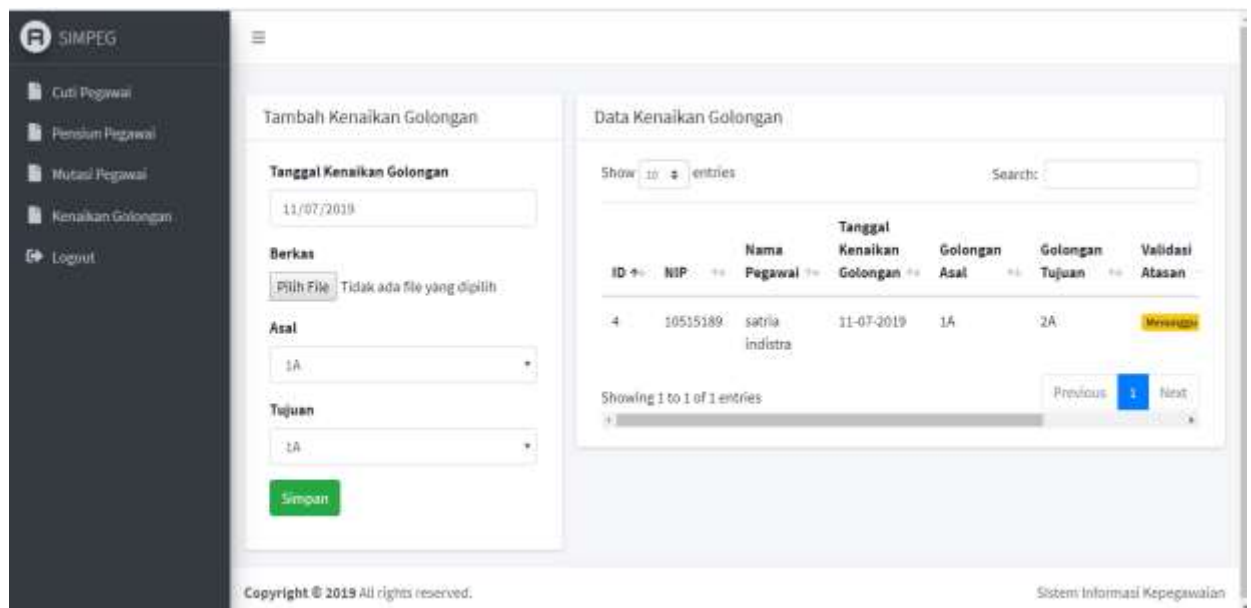 SIMPEG
Cuti Pegawai
Pensiun Pegawai
Mutasi Pegawai
Kenaikan Golongan
Logout
Tambah Kenaikan Golongan
Tanggal Kenaikan Golongan
11/07/2019
Berkas
Pilih File Tidak ada file yang dipilih
Asal
1A
Tujuan
1A
Simpan
Data Kenaikan Golongan
Show 10 entries
Search:
ID NIP Nama Pegawai Tanggal Kenaikan Golongan Golongan Asal Golongan Tujuan Validasi Atasan
4 10515189 satria indistra 11-07-2019 1A 2A Menunggu
Showing 1 to 1 of 1 entries
Previous 1 Next
Copyright © 2019 All rights reserved.
Sistem Informasi Kepegawaian